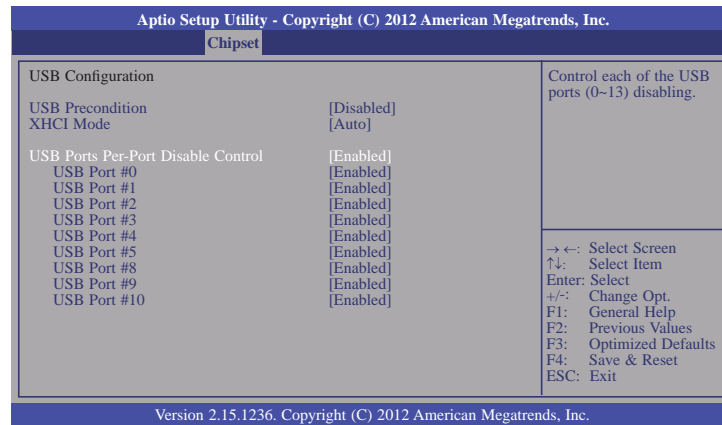 Aptio Setup Utility - Copyright (C) 2012 American Megatrends, Inc.
Chipset
USB Configuration
USB Precondition [Disabled]
XHCI Mode [Auto]
USB Ports Per-Port Disable Control [Enabled]
USB Port #0 [Enabled]
USB Port #1 [Enabled]
USB Port #2 [Enabled]
USB Port #3 [Enabled]
USB Port #4 [Enabled]
USB Port #5 [Enabled]
USB Port #8 [Enabled]
USB Port #9 [Enabled]
USB Port #10 [Enabled]
Control each of the USB
ports (0~13) disabling.
→←: Select Screen
↑↓: Select Item
Enter: Select
+/-: Change Opt.
F1: General Help
F2: Previous Values
F3: Optimized Defaults
F4: Save & Reset
ESC: Exit
Version 2.15.1236. Copyright (C) 2012 American Megatrends, Inc.